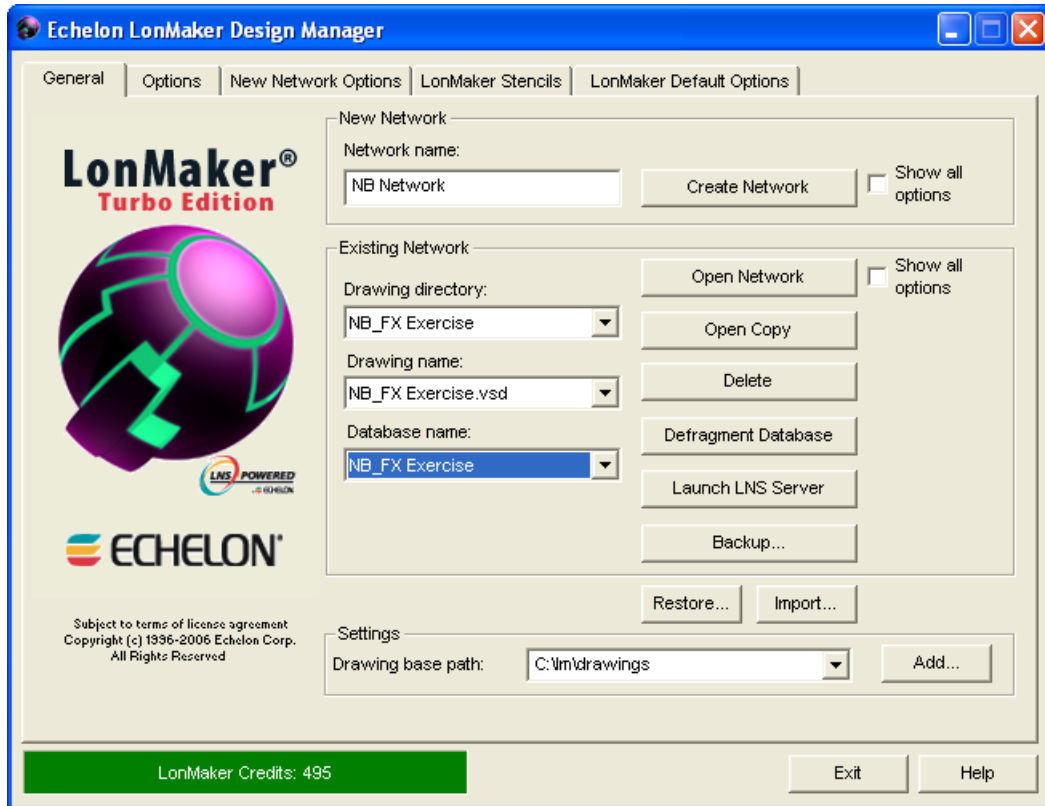 Echelon LonMaker Design Manager
General
Options
New Network Options
LonMaker Stencils
LonMaker Default Options
LonMaker®
Turbo Edition
LNS POWERED
ECHELON
ECHELON
Subject to terms of license agreement
Copyright (c) 1996-2006 Echelon Corp.
All Rights Reserved
New Network
Network name:
NB Network
Create Network
Show all
options
Existing Network
Drawing directory:
NB_FX Exercise
Drawing name:
NB_FX Exercise.vsd
Database name:
NB_FX Exercise
Open Network
Show all
options
Open Copy
Delete
Defragment Database
Launch LNS Server
Backup...
Restore...
Import...
Settings
Drawing base path:
C:\lm\drawings
Add...
LonMaker Credits: 495
Exit
Help